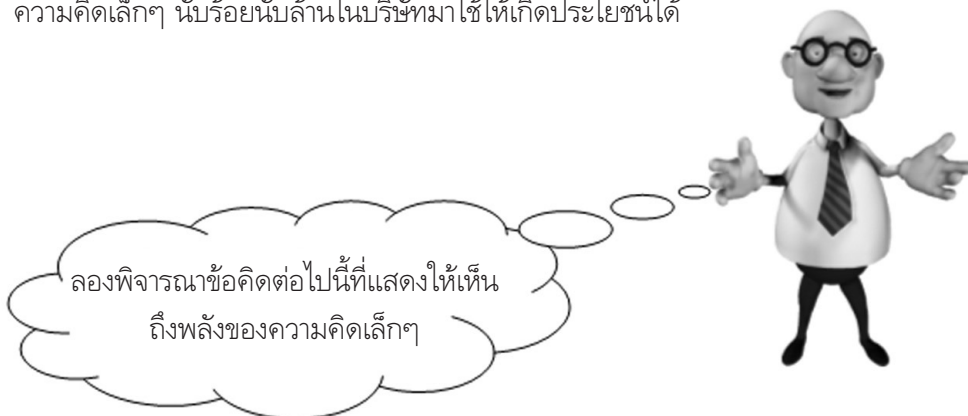 ความคิดเล็กๆ นับร้อยนับล้านในบริษัทมาใช้ให้เกิดประโยชน์ได้
ลองพิจารณาข้อคิดต่อไปนี้ที่แสดงให้เห็น
ถึงพลังของความคิดเล็กๆ